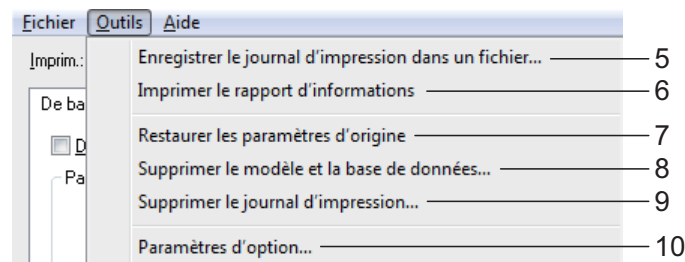 Fichier Outils Aide
Imprim.:
Enregistrer le journal d'impression dans un fichier... 5
Imprimer le rapport d'informations 6
De ba
Restaurer les paramètres d'origine 7
D
Supprimer le modèle et la base de données... 8
Pa
Supprimer le journal d'impression... 9
Paramètres d'option... 10